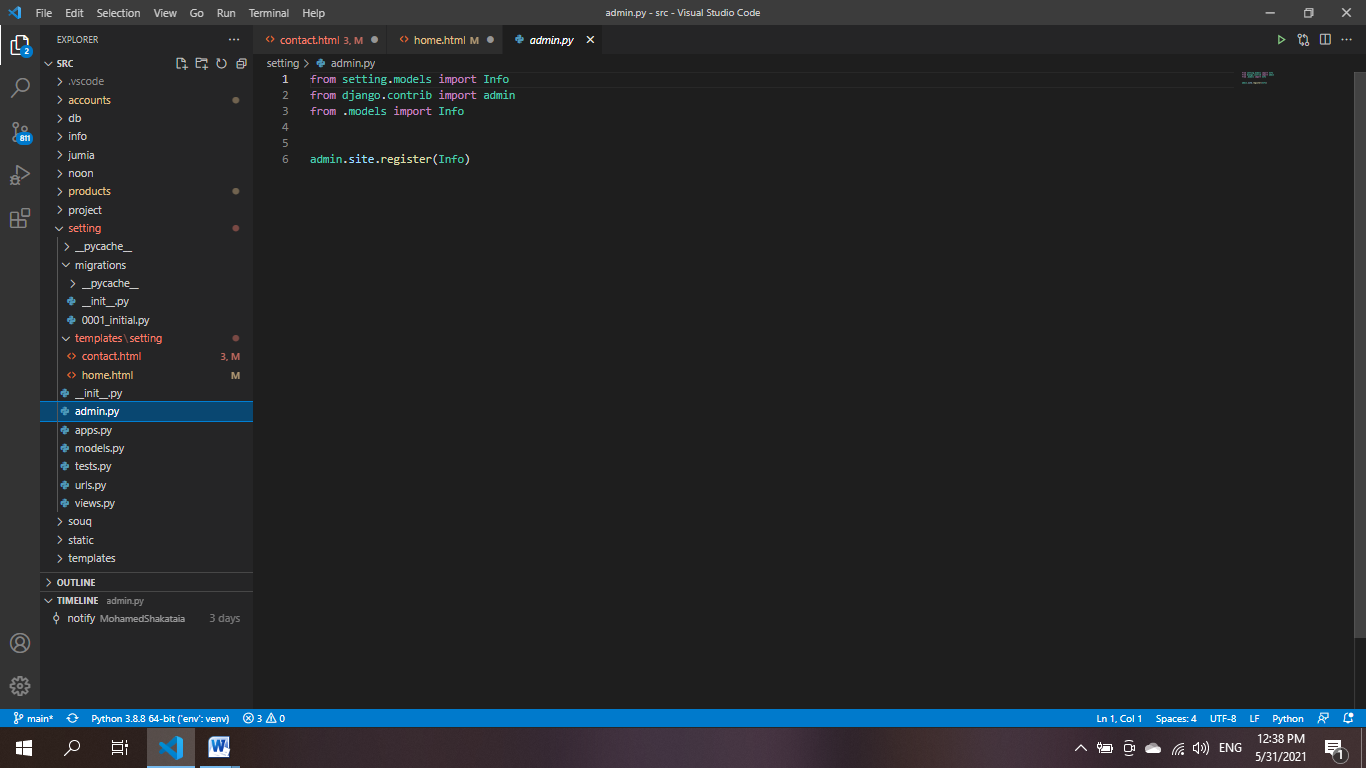 File Edit Selection View Go Run Terminal Help
admin.py - src - Visual Studio Code
2
811
EXPLORER
SRC
.vscode
accounts
db
info
jumia
noon
products
project
setting
__pycache__
migrations
__pycache__
__init__.py
0001_initial.py
templates\setting
contact.html 3, M
home.html M
__init__.py
admin.py
apps.py
models.py
tests.py
urls.py
views.py
souq
static
templates
OUTLINE
TIMELINE admin.py
notify MohamedShakataia 3 days
contact.html 3, M
home.html M
admin.py
setting > admin.py
1 from setting.models import Info
2 from django.contrib import admin
3 from .models import Info
4
5
6 admin.site.register(Info)
main* Python 3.8.8 64-bit ('env': venv) 3 0
Ln 1, Col 1 Spaces: 4 UTF-8 LF Python
ENG
12:38 PM
5/31/2021
1